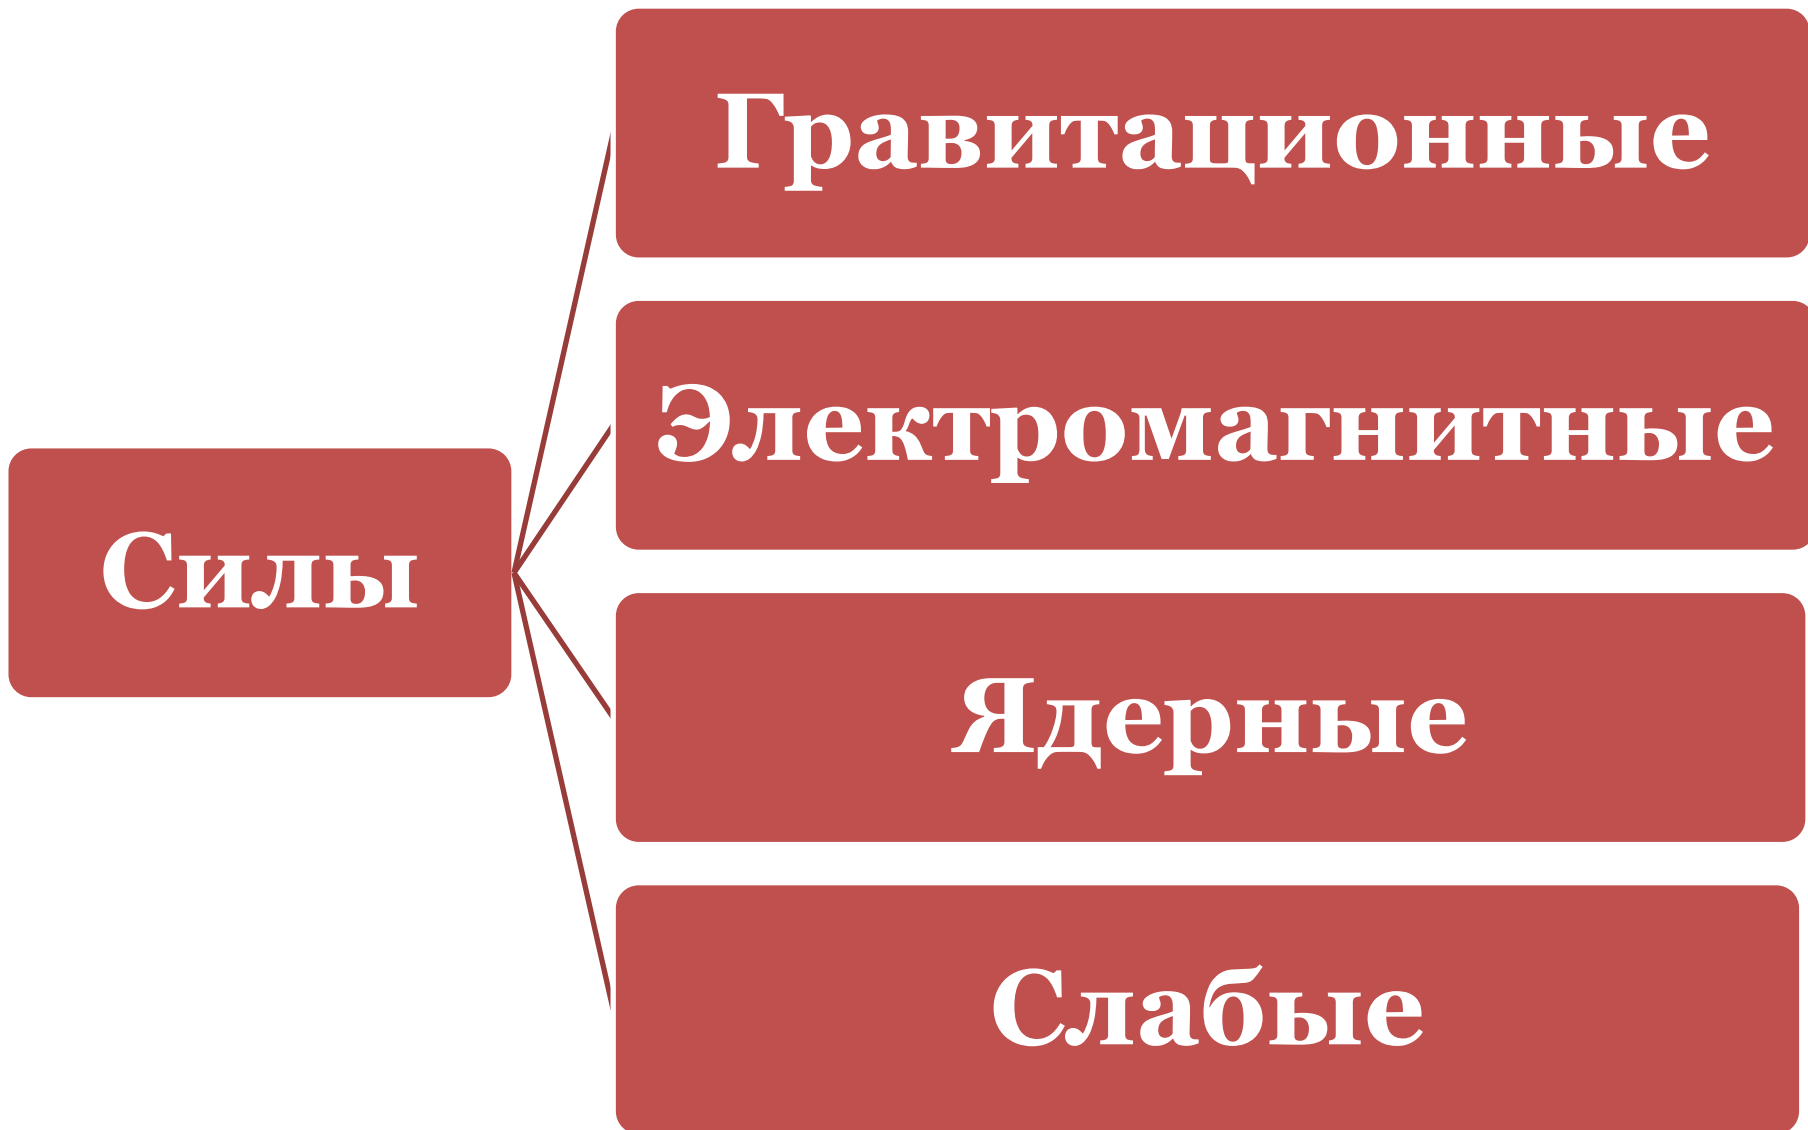 Гравитационные
Электромагнитные
Силы
Ядерные
Слабые